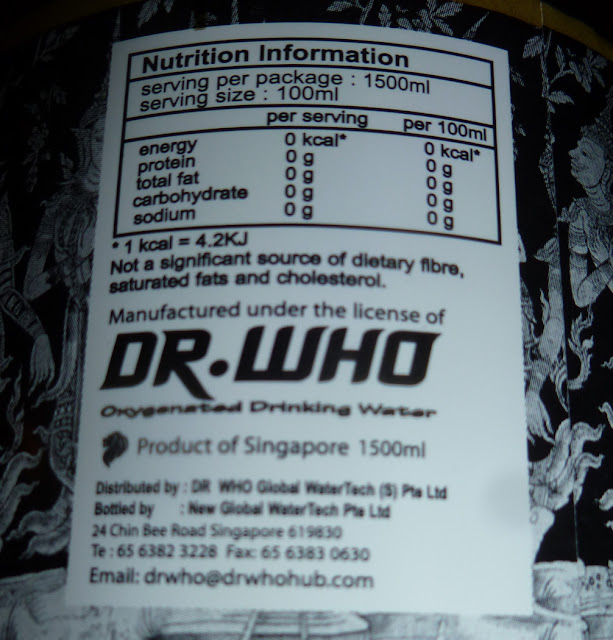 Nutrition Information
serving per package : 1500ml
serving size : 100ml
per serving per 100ml
energy 0 kcal* 0 kcal*
protein 0 g 0 g
total fat 0 g 0 g
carbohydrate 0 g 0 g
sodium 0 g 0 g
* 1 kcal = 4.2KJ
Not a significant source of dietary fibre,
saturated fats and cholesterol.
Manufactured under the license of
DR.WHO
Oxygenated Drinking Water
Product of Singapore 1500ml
Distributed by : DR WHO Global WaterTech (S) Pte Ltd
Bottled by : New Global WaterTech Pte Ltd
24 Chin Bee Road Singapore 619830
Te : 65 6382 3228 Fax: 65 6383 0630
Email: drwho@drwhohub.com